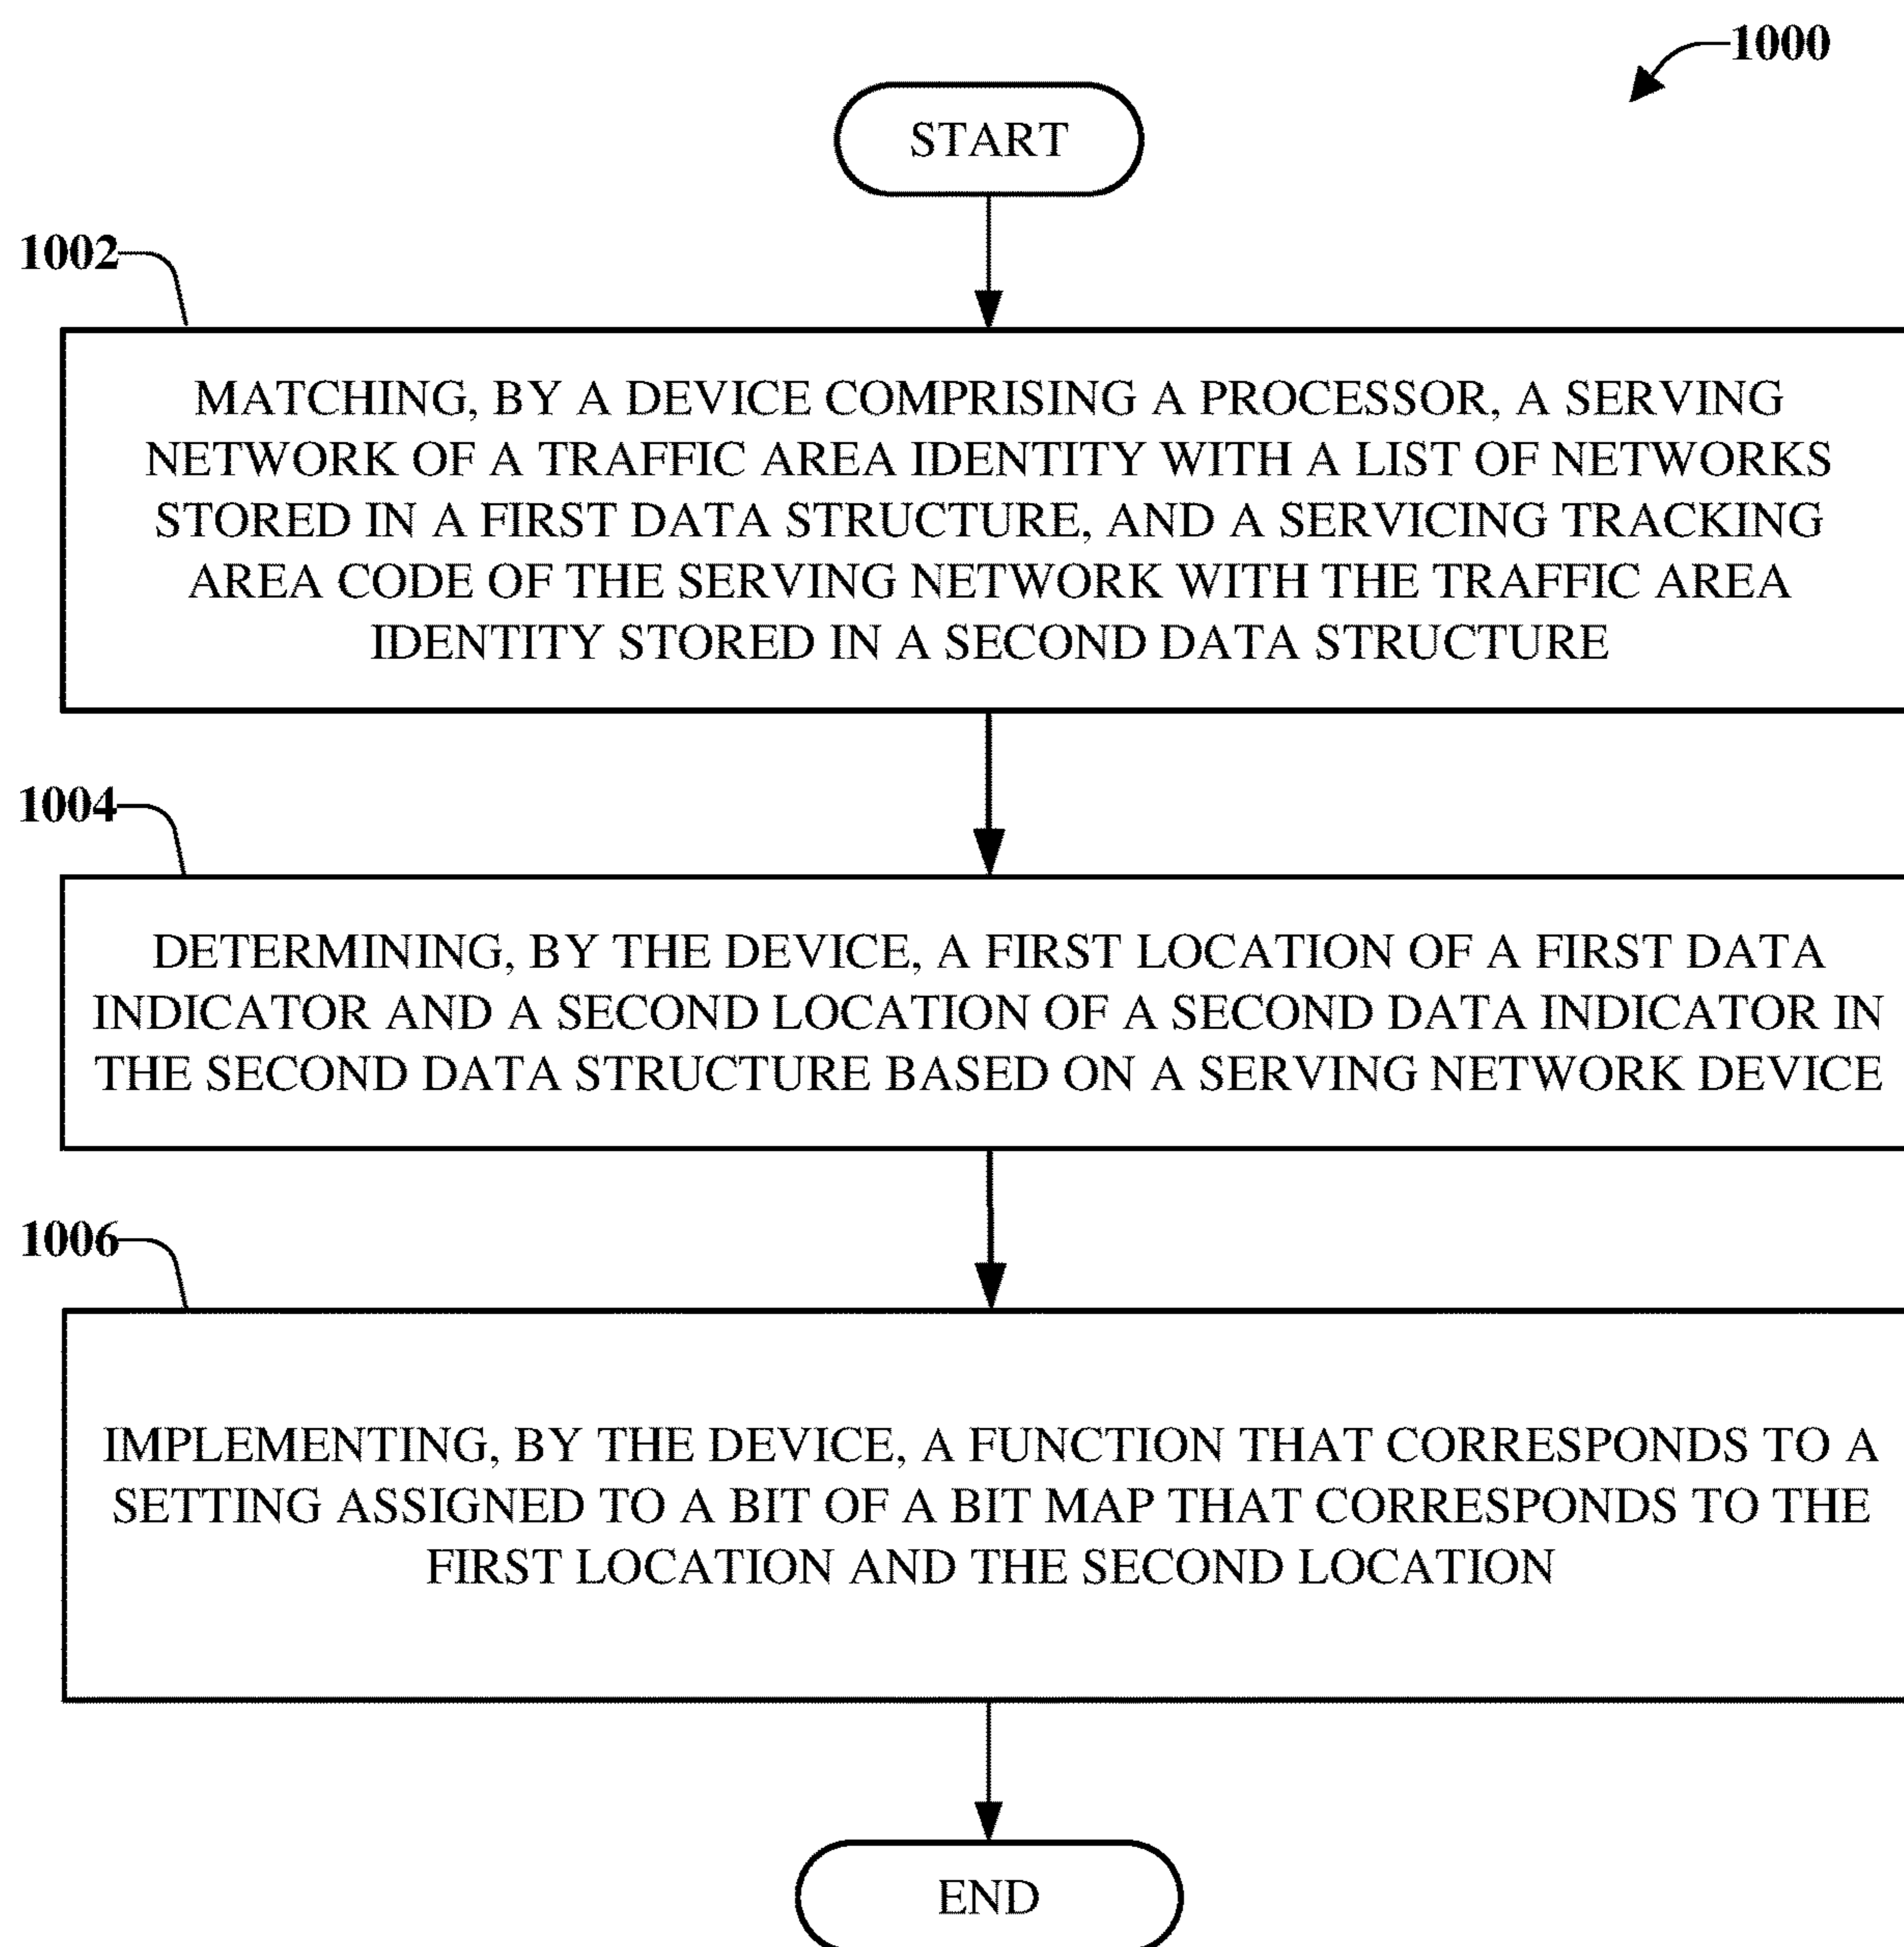 1000
START
1002
MATCHING, BY A DEVICE COMPRISING A PROCESSOR, A SERVING
NETWORK OF A TRAFFIC AREA IDENTITY WITH A LIST OF NETWORKS
STORED IN A FIRST DATA STRUCTURE, AND A SERVICING TRACKING
AREA CODE OF THE SERVING NETWORK WITH THE TRAFFIC AREA
IDENTITY STORED IN A SECOND DATA STRUCTURE
1004
DETERMINING, BY THE DEVICE, A FIRST LOCATION OF A FIRST DATA
INDICATOR AND A SECOND LOCATION OF A SECOND DATA INDICATOR IN
THE SECOND DATA STRUCTURE BASED ON A SERVING NETWORK DEVICE
1006
IMPLEMENTING, BY THE DEVICE, A FUNCTION THAT CORRESPONDS TO A
SETTING ASSIGNED TO A BIT OF A BIT MAP THAT CORRESPONDS TO THE
FIRST LOCATION AND THE SECOND LOCATION
END